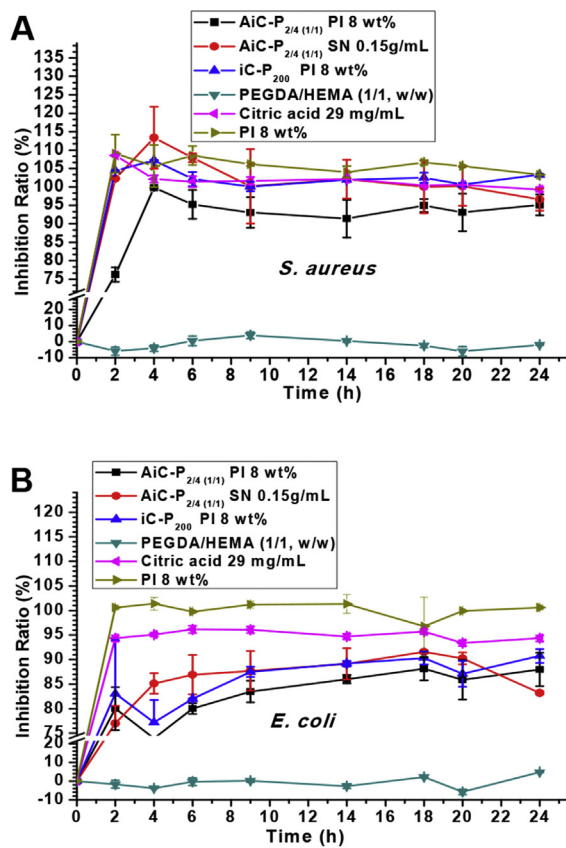 A
AiC-P2/4 (1/1) PI 8 wt%
AiC-P2/4 (1/1) SN 0.15g/mL
iC-P200 PI 8 wt%
PEGDA/HEMA (1/1, w/w)
Citric acid 29 mg/mL
PI 8 wt%
Inhibition Ratio (%)
135
130
125
120
115
110
105
100
95
90
85
80
75
20
10
0
-10
S. aureus
0 2 4 6 8 10 12 14 16 18 20 22 24
Time (h)
B
AiC-P2/4 (1/1) PI 8 wt%
AiC-P2/4 (1/1) SN 0.15g/mL
iC-P200 PI 8 wt%
PEGDA/HEMA (1/1, w/w)
Citric acid 29 mg/mL
PI 8 wt%
Inhibition Ratio (%)
120
115
110
105
100
95
90
85
80
75
20
10
0
-10
E. coli
0 2 4 6 8 10 12 14 16 18 20 22 24
Time (h)